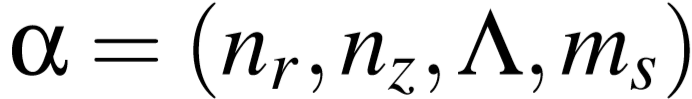 α = (n_r, n_z, Λ, m_s)